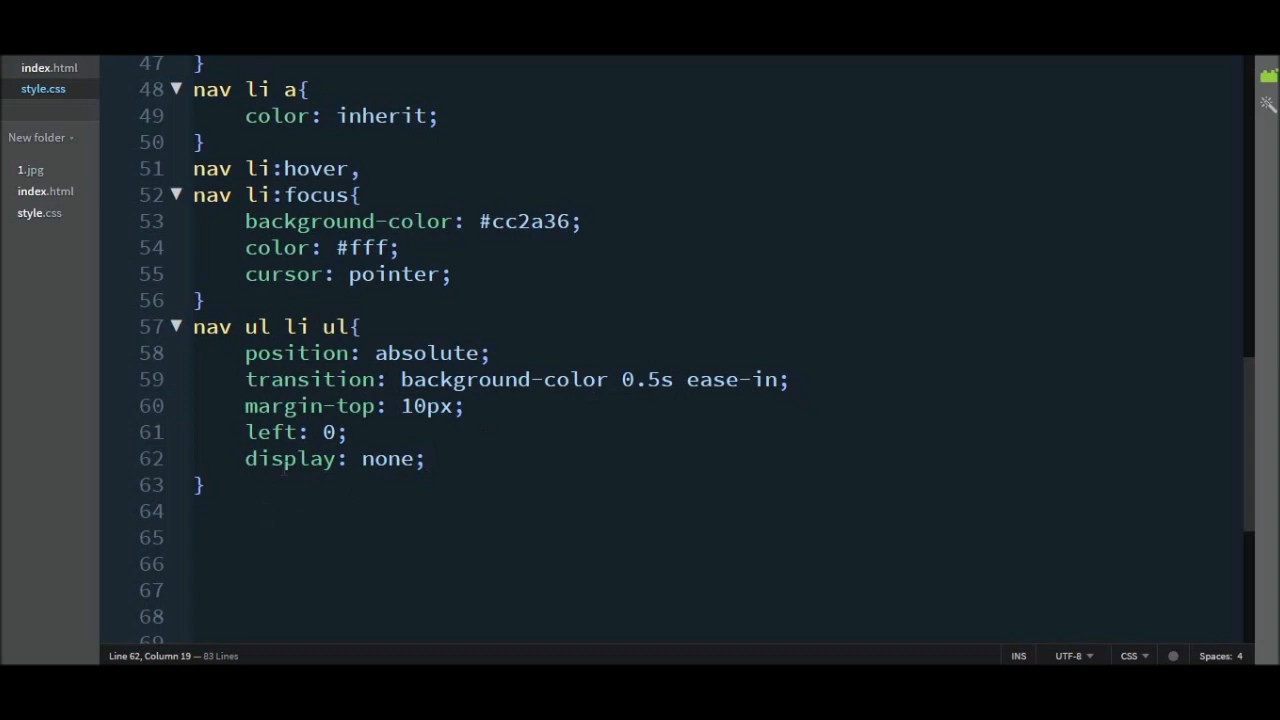 index.html
style.css
New folder
1.jpg
index.html
style.css
47 }
48 nav li a{
49 color: inherit;
50 }
51 nav li:hover,
52 nav li:focus{
53 background-color: #cc2a36;
54 color: #fff;
55 cursor: pointer;
56 }
57 nav ul li ul{
58 position: absolute;
59 transition: background-color 0.5s ease-in;
60 margin-top: 10px;
61 left: 0;
62 display: none;
63 }
64
65
66
67
68
69
Line 62, Column 19 — 83 Lines
INS
UTF-8
CSS
Spaces: 4